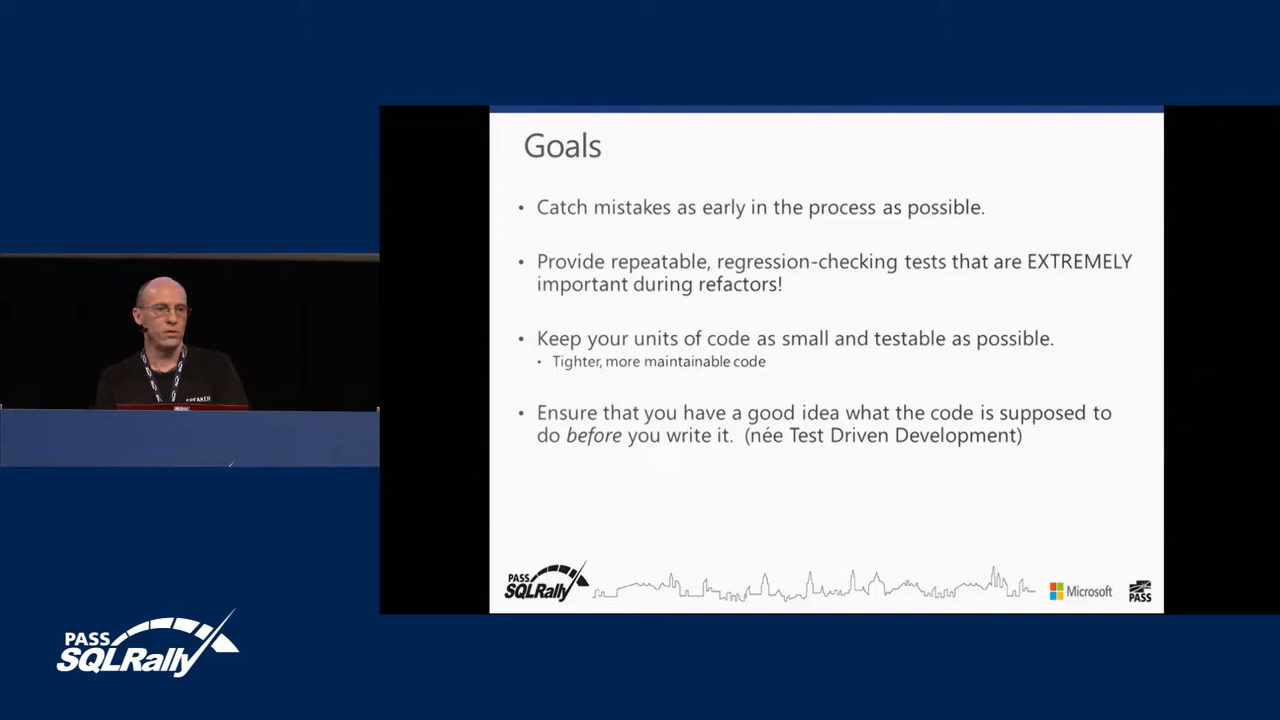 Goals
• Catch mistakes as early in the process as possible.
• Provide repeatable, regression-checking tests that are EXTREMELY
important during refactors!
• Keep your units of code as small and testable as possible.
• Tighter, more maintainable code
• Ensure that you have a good idea what the code is supposed to
do before you write it. (née Test Driven Development)
SPEAKER
PASS
SQLRally
Microsoft
PASS
PASS
SQLRally